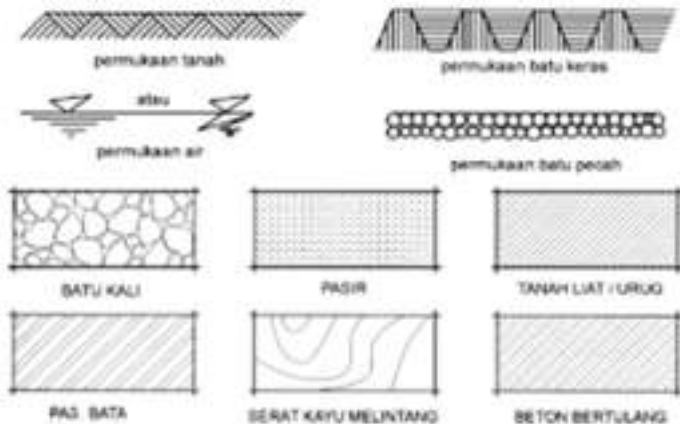 permukaan tanah
permukaan batu keras
atau
permukaan air
permukaan batu pecah
BATU KALI
PASIR
TANAH LIAT / URUG
PAS. BATA
SERAT KAYU MELINTANG
BETON BERTULANG